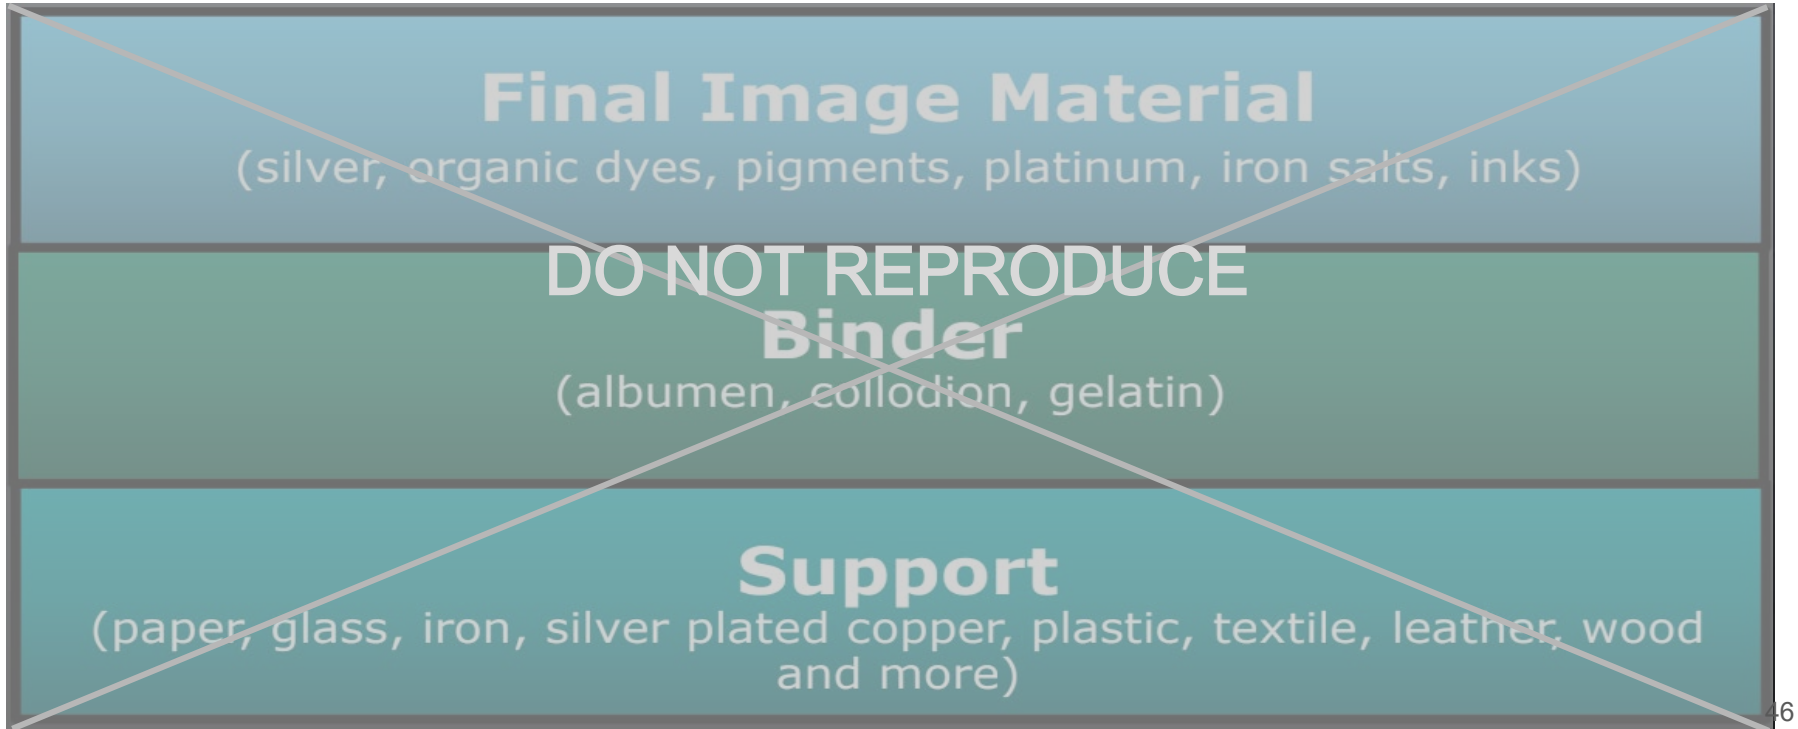 Final Image Material
(silver, organic dyes, pigments, platinum, iron salts, inks)
DO NOT REPRODUCE
Binder
(albumen, collodion, gelatin)
Support
(paper, glass, iron, silver plated copper, plastic, textile, leather, wood
and more)
46